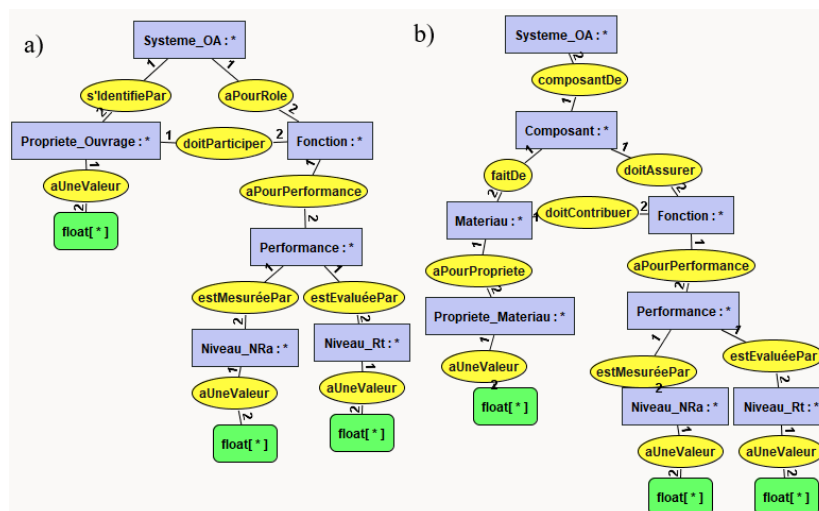 a)
Systeme_OA : *
1 1
s'IdentifiePar aPourRole
2 2
Propriete_Ouvrage : * 1 doitParticiper 2 Fonction : *
1 1
aUneValeur aPourPerformance
2 2
float[ * ] Performance : *
1 1
estMesuréePar estEvaluéePar
2 2
Niveau_NRa : * Niveau_Rt : *
1 1
aUneValeur aUneValeur
2 2
float[ * ] float[ * ]
b)
Systeme_OA : *
2
composantDe
1
Composant : *
1 1
faitDe doitAssurer
2 2
Materiau : * 1 doitContribuer 2 Fonction : *
1 1
aPourPropriete aPourPerformance
2 2
Propriete_Materiau : * Performance : *
1 1 1
aUneValeur estMesuréePar estEvaluéePar
2 2 2
float[ * ] Niveau_NRa : * Niveau_Rt : *
1 1
aUneValeur aUneValeur
2 2
float[ * ] float[ * ]